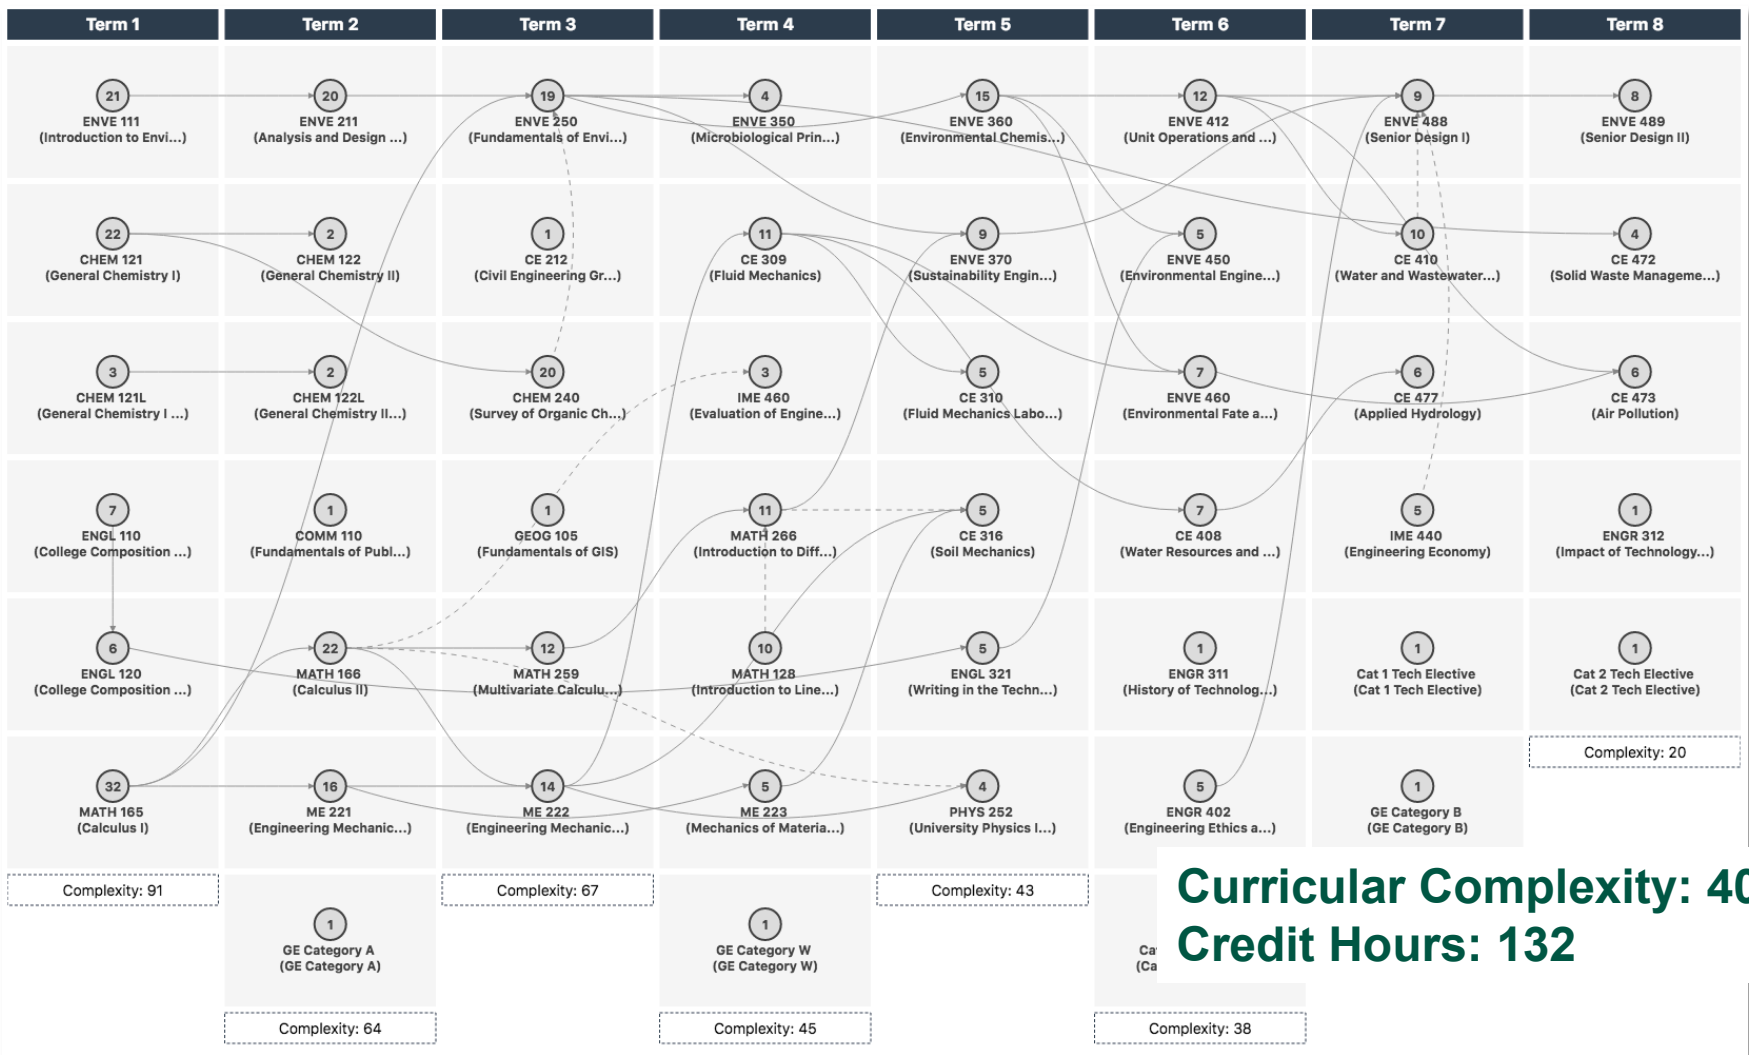 Term 1
Term 2
Term 3
Term 4
Term 5
Term 6
Term 7
Term 8
21
ENVE 111
(Introduction to Envi...)
20
ENVE 211
(Analysis and Design ...)
19
ENVE 250
(Fundamentals of Envi...)
4
ENVE 350
(Microbiological Prin...)
15
ENVE 360
(Environmental Chemis...)
12
ENVE 412
(Unit Operations and ...)
9
ENVE 488
(Senior Design I)
8
ENVE 489
(Senior Design II)
22
CHEM 121
(General Chemistry I)
2
CHEM 122
(General Chemistry II)
1
CE 212
(Civil Engineering Gr...)
11
CE 309
(Fluid Mechanics)
9
ENVE 370
(Sustainability Engin...)
5
ENVE 450
(Environmental Engine...)
10
CE 410
(Water and Wastewater...)
4
CE 472
(Solid Waste Manageme...)
3
CHEM 121L
(General Chemistry I ...)
2
CHEM 122L
(General Chemistry II...)
20
CHEM 240
(Survey of Organic Ch...)
3
IME 460
(Evaluation of Engine...)
5
CE 310
(Fluid Mechanics Labo...)
7
ENVE 460
(Environmental Fate a...)
6
CE 477
(Applied Hydrology)
6
CE 473
(Air Pollution)
7
ENGL 110
(College Composition ...)
1
COMM 110
(Fundamentals of Publ...)
1
GEOG 105
(Fundamentals of GIS)
11
MATH 266
(Introduction to Diff...)
5
CE 316
(Soil Mechanics)
7
CE 408
(Water Resources and ...)
5
IME 440
(Engineering Economy)
1
ENGR 312
(Impact of Technology...)
6
ENGL 120
(College Composition ...)
22
MATH 166
(Calculus II)
12
MATH 259
(Multivariate Calculu...)
10
MATH 128
(Introduction to Line...)
5
ENGL 321
(Writing in the Techn...)
1
ENGR 311
(History of Technolog...)
1
Cat 1 Tech Elective
(Cat 1 Tech Elective)
1
Cat 2 Tech Elective
(Cat 2 Tech Elective)
Complexity: 20
32
MATH 165
(Calculus I)
16
ME 221
(Engineering Mechanic...)
14
ME 222
(Engineering Mechanic...)
5
ME 223
(Mechanics of Materia...)
4
PHYS 252
(University Physics I...)
5
ENGR 402
(Engineering Ethics a...)
1
GE Category B
(GE Category B)
Complexity: 91
Complexity: 67
Complexity: 43
1
GE Category A
(GE Category A)
1
GE Category W
(GE Category W)
Complexity: 64
Complexity: 45
Complexity: 38
Curricular Complexity: 40
Credit Hours: 132